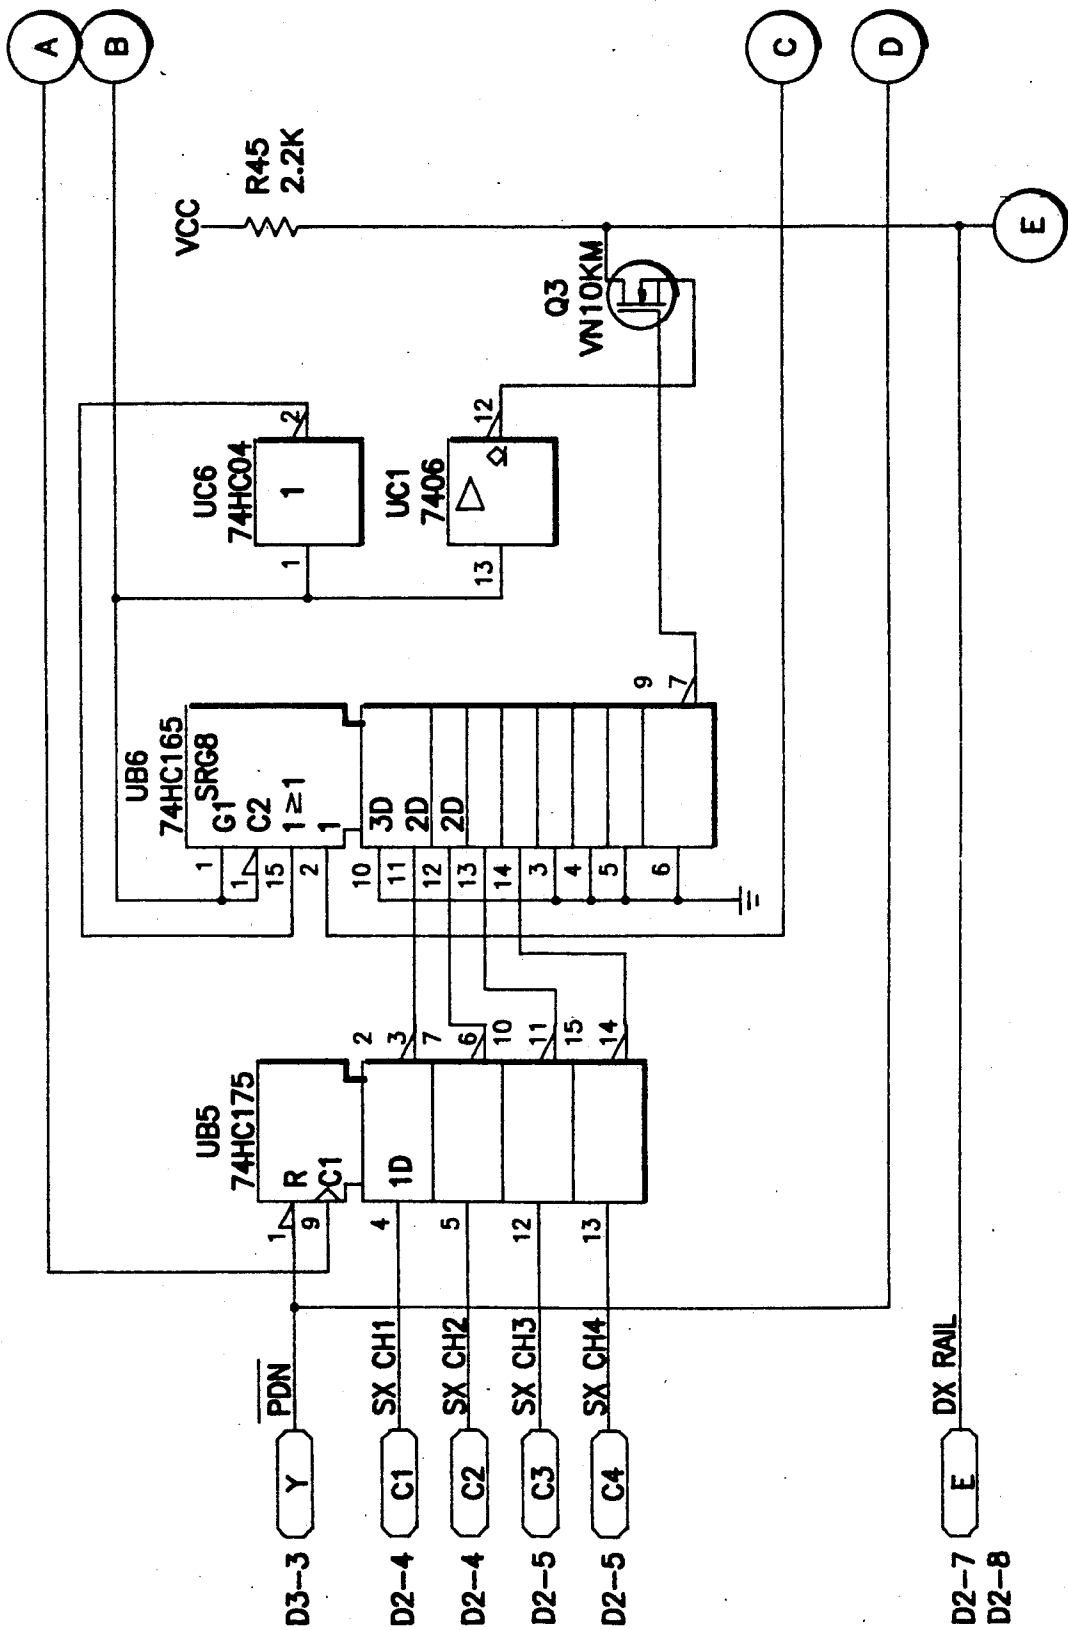 A
B
C
D
VCC
R45
2.2K
E
Q3
VN10KM
UC6
74HC04
1
2
1
UC1
7406
▷
◇
12
13
UB6
74HC165
SRG8
G1
C2
1≥1
1
3D
2D
2D
1
1
15
2
10
11
12
13
14
3
4
5
6
9
7
UB5
74HC175
R
C1
1D
1
9
4
5
12
13
2
3
7
6
10
11
15
14
PDN
SX CH1
SX CH2
SX CH3
SX CH4
DX RAIL
Y
C1
C2
C3
C4
E
D3-3
D2-4
D2-4
D2-5
D2-5
D2-7
D2-8